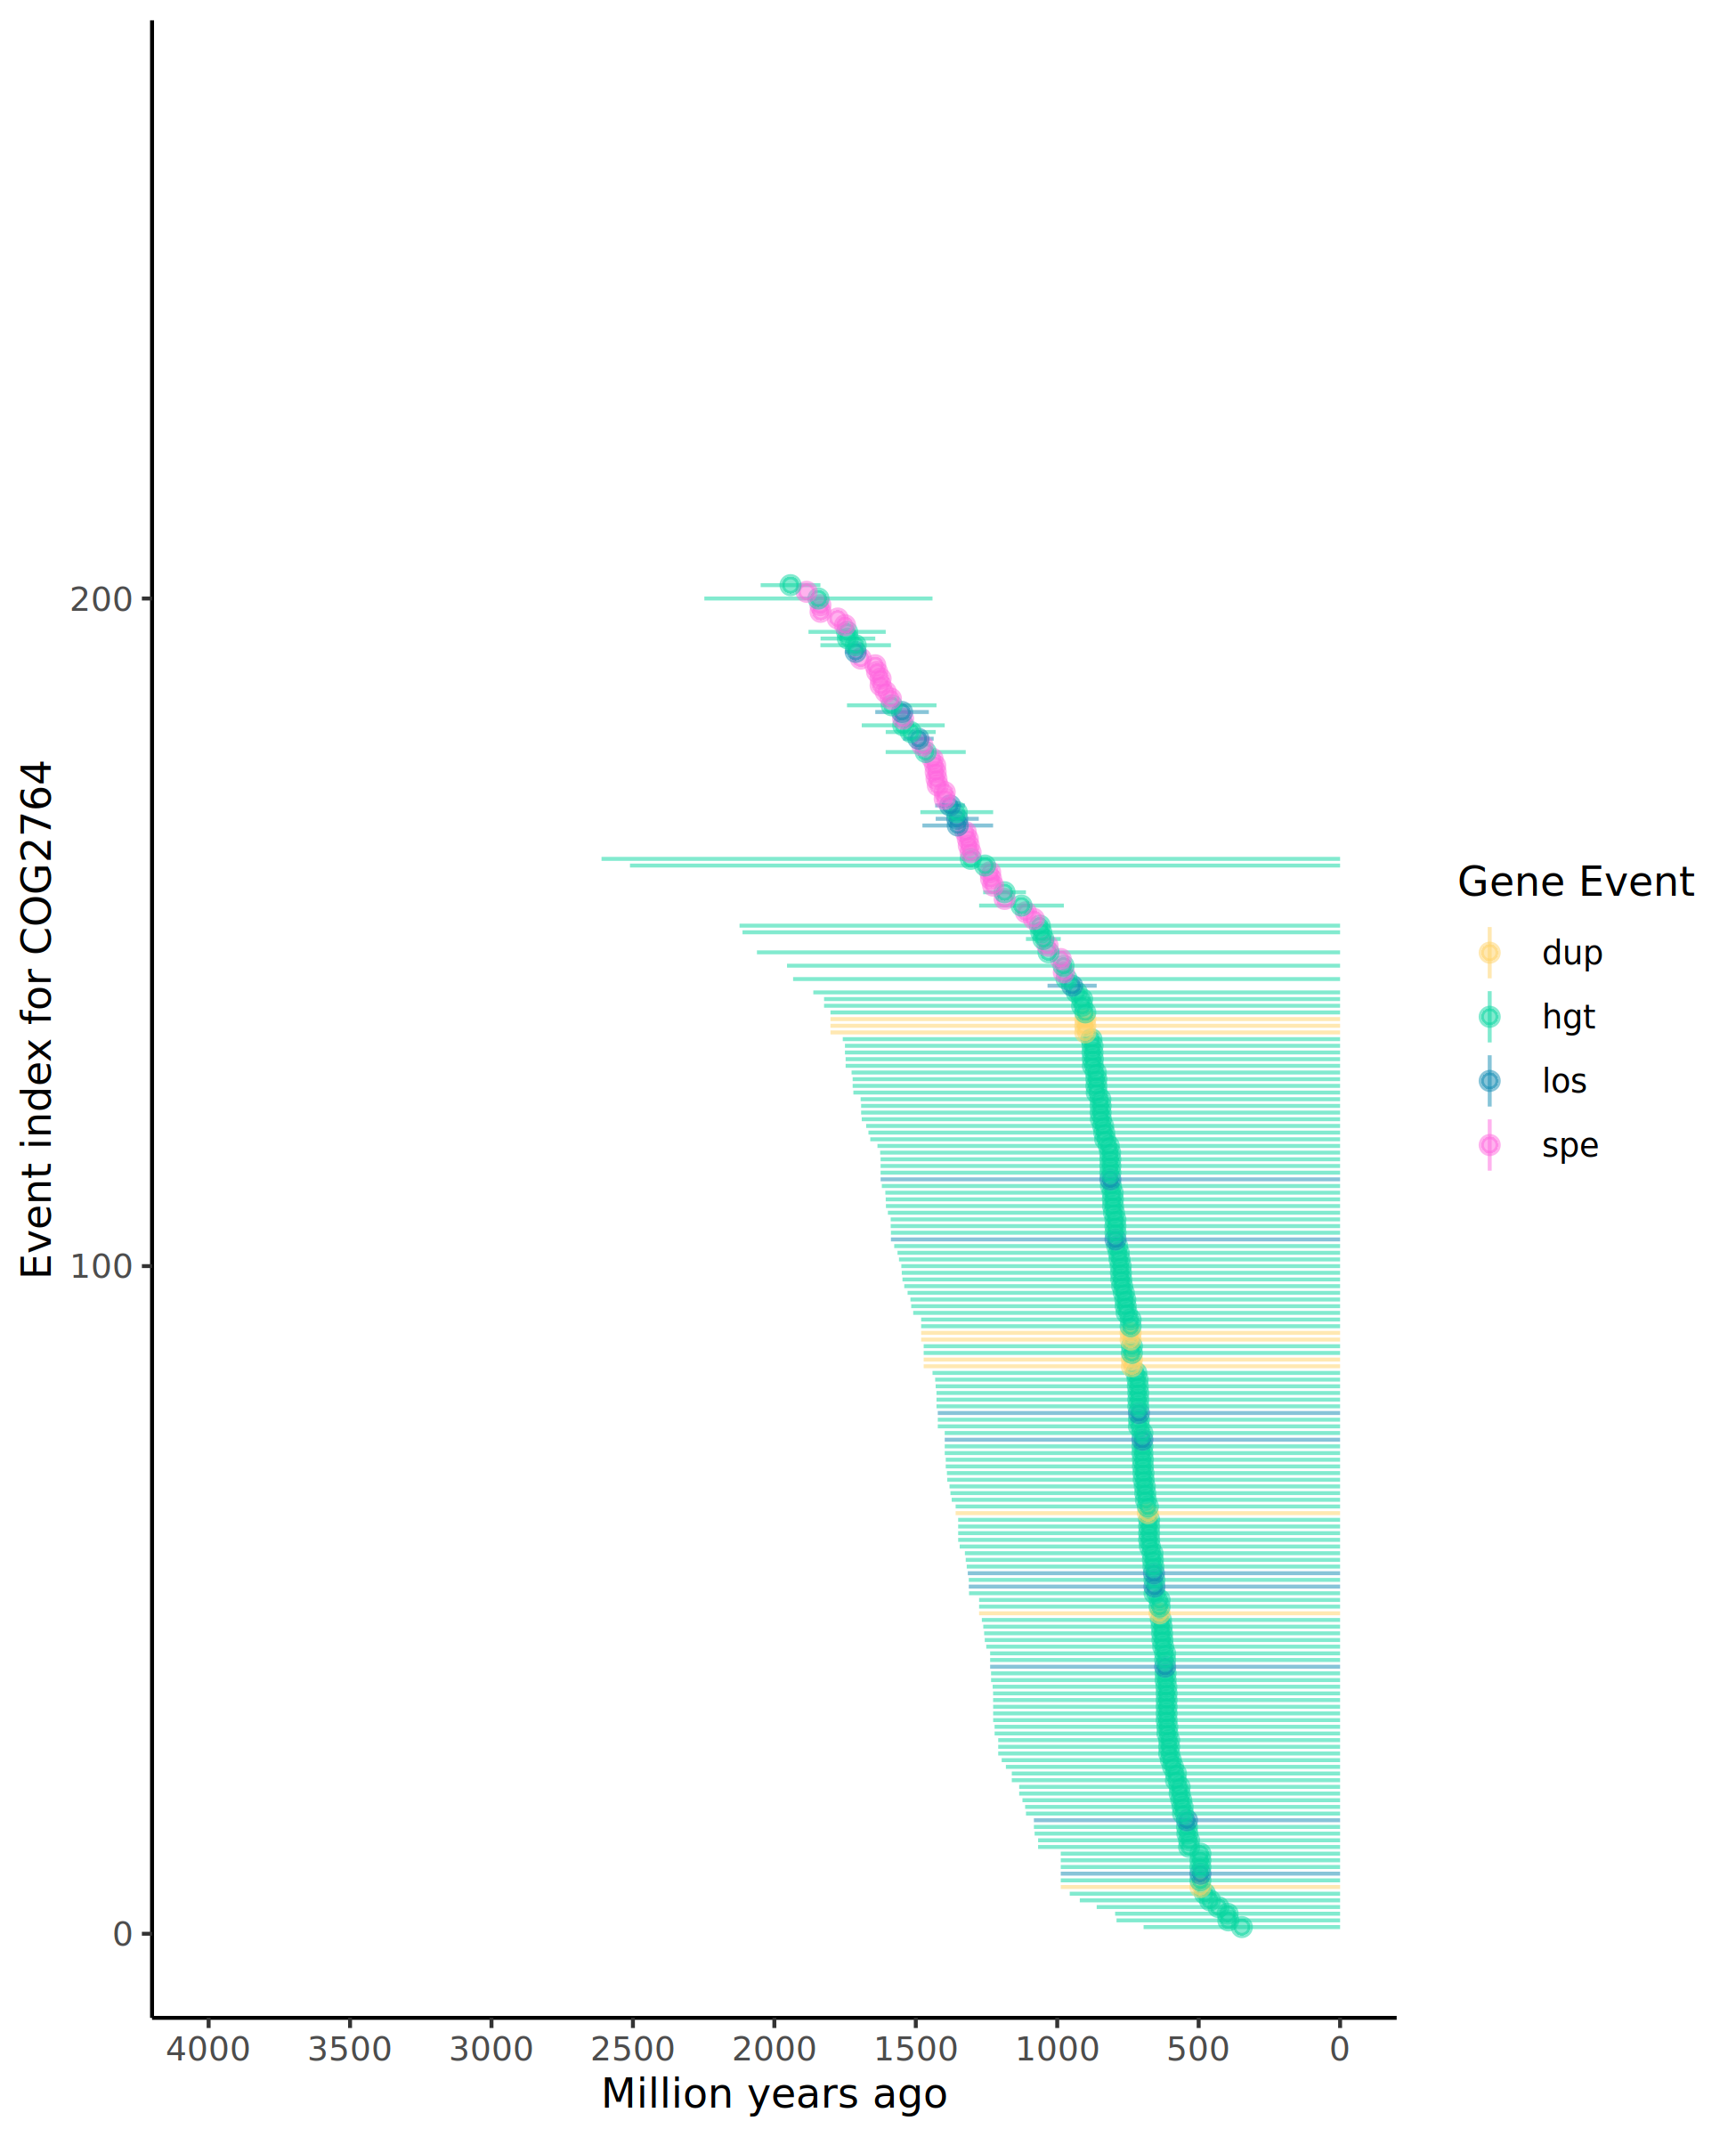 Event index for COG2764
200
100
0
4000 3500 3000 2500 2000 1500 1000 500 0
Million years ago
Gene Event
dup
hgt
los
spe